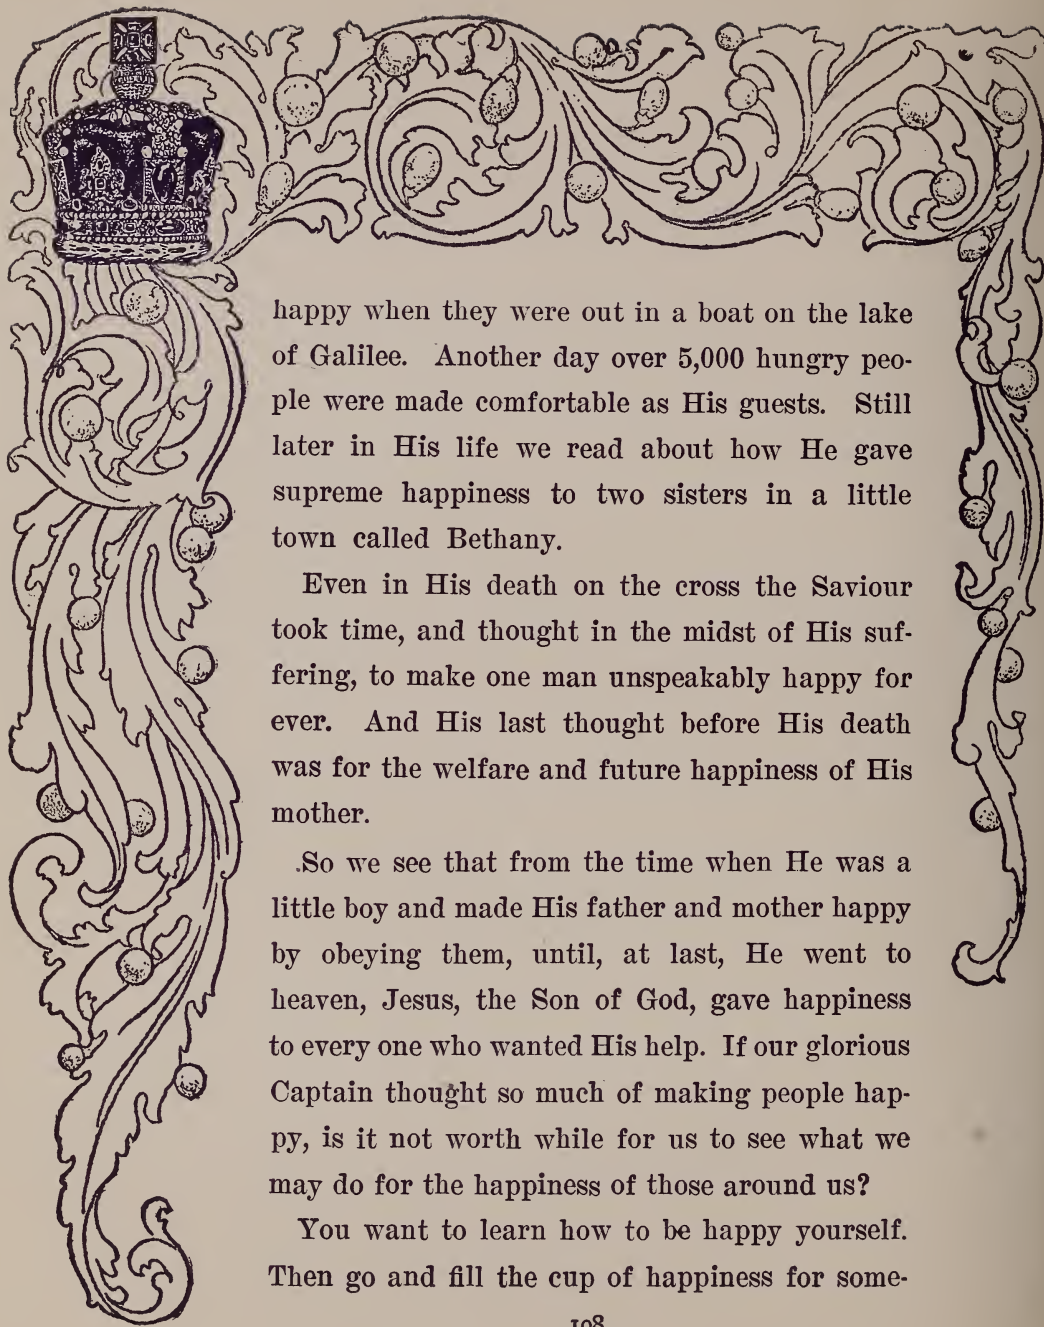 happy when they were out in a boat on the lake
of Galilee. Another day over 5,000 hungry peo-
ple were made comfortable as His guests. Still
later in His life we read about how He gave
supreme happiness to two sisters in a little
town called Bethany.
Even in His death on the cross the Saviour
took time, and thought in the midst of His suf-
fering, to make one man unspeakably happy for
ever. And His last thought before His death
was for the welfare and future happiness of His
mother.
So we see that from the time when He was a
little boy and made His father and mother happy
by obeying them, until, at last, He went to
heaven, Jesus, the Son of God, gave happiness
to every one who wanted His help. If our glorious
Captain thought so much of making people hap-
py, is it not worth while for us to see what we
may do for the happiness of those around us?
You want to learn how to be happy yourself.
Then go and fill the cup of happiness for some-
108